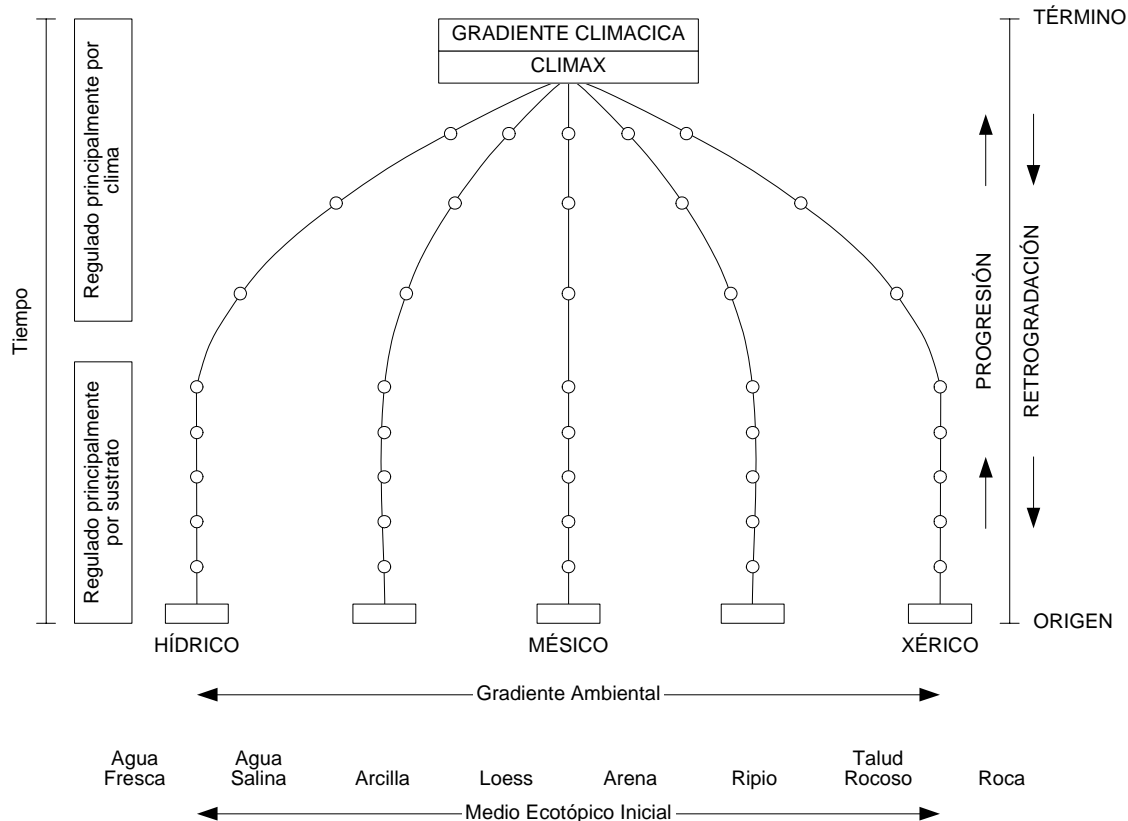 GRADIENTE CLIMACICA
CLIMAX
TÉRMINO
Tiempo
Regulado principalmente por
clima
Regulado principalmente
por sustrato
PROGRESIÓN
RETROGRADACIÓN
ORIGEN
HÍDRICO
MÉSICO
XÉRICO
Gradiente Ambiental
Agua
Fresca
Agua
Salina
Arcilla
Loess
Arena
Ripio
Talud
Rocoso
Roca
Medio Ecotópico Inicial